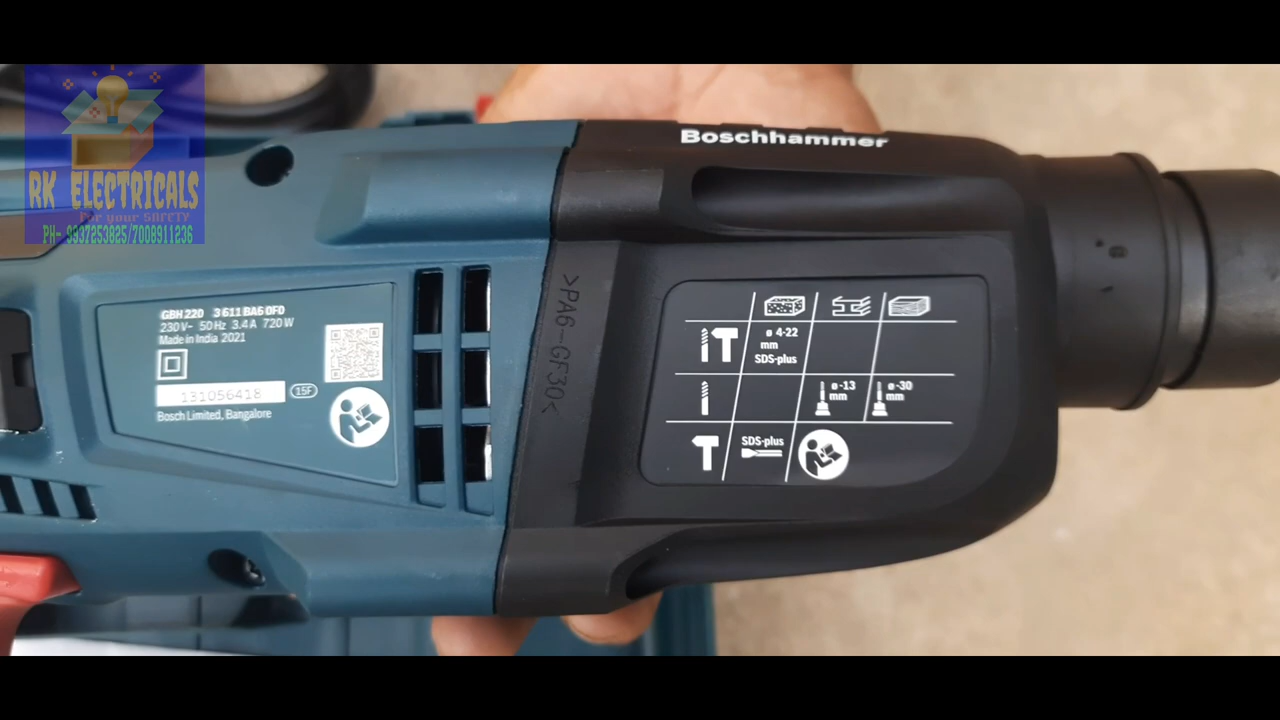 RK ELECTRICALS
For your SAFETY
PH- 9937253825/7008911236
Boschhammer
GBH 220 3 611 BA6 0F0
230 V~ 50 Hz 3.4 A 720 W
Made in India 2021
131056418 15F
Bosch Limited, Bangalore
>PA6-GF30<
ø 4-22
mm
SDS-plus
ø -13
mm
ø -30
mm
SDS-plus